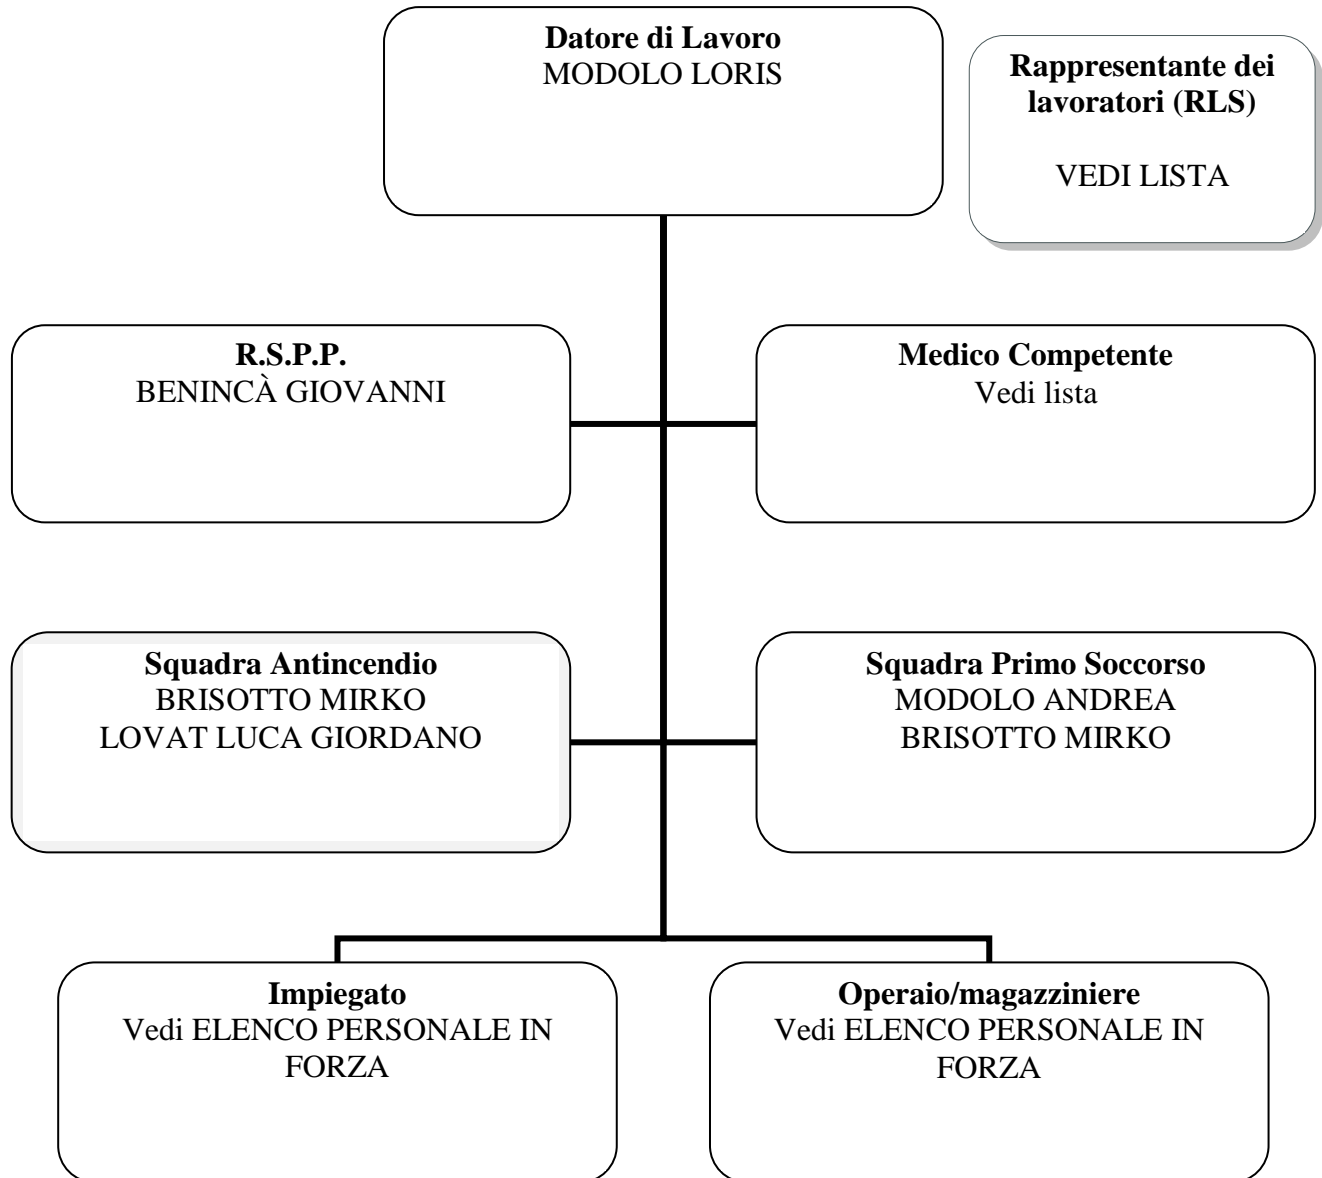 Datore di Lavoro
MODOLO LORIS
Rappresentante dei
lavoratori (RLS)
VEDI LISTA
R.S.P.P.
BENINCÀ GIOVANNI
Medico Competente
Vedi lista
Squadra Antincendio
BRISOTTO MIRKO
LOVAT LUCA GIORDANO
Squadra Primo Soccorso
MODOLO ANDREA
BRISOTTO MIRKO
Impiegato
Vedi ELENCO PERSONALE IN
FORZA
Operaio/magazziniere
Vedi ELENCO PERSONALE IN
FORZA